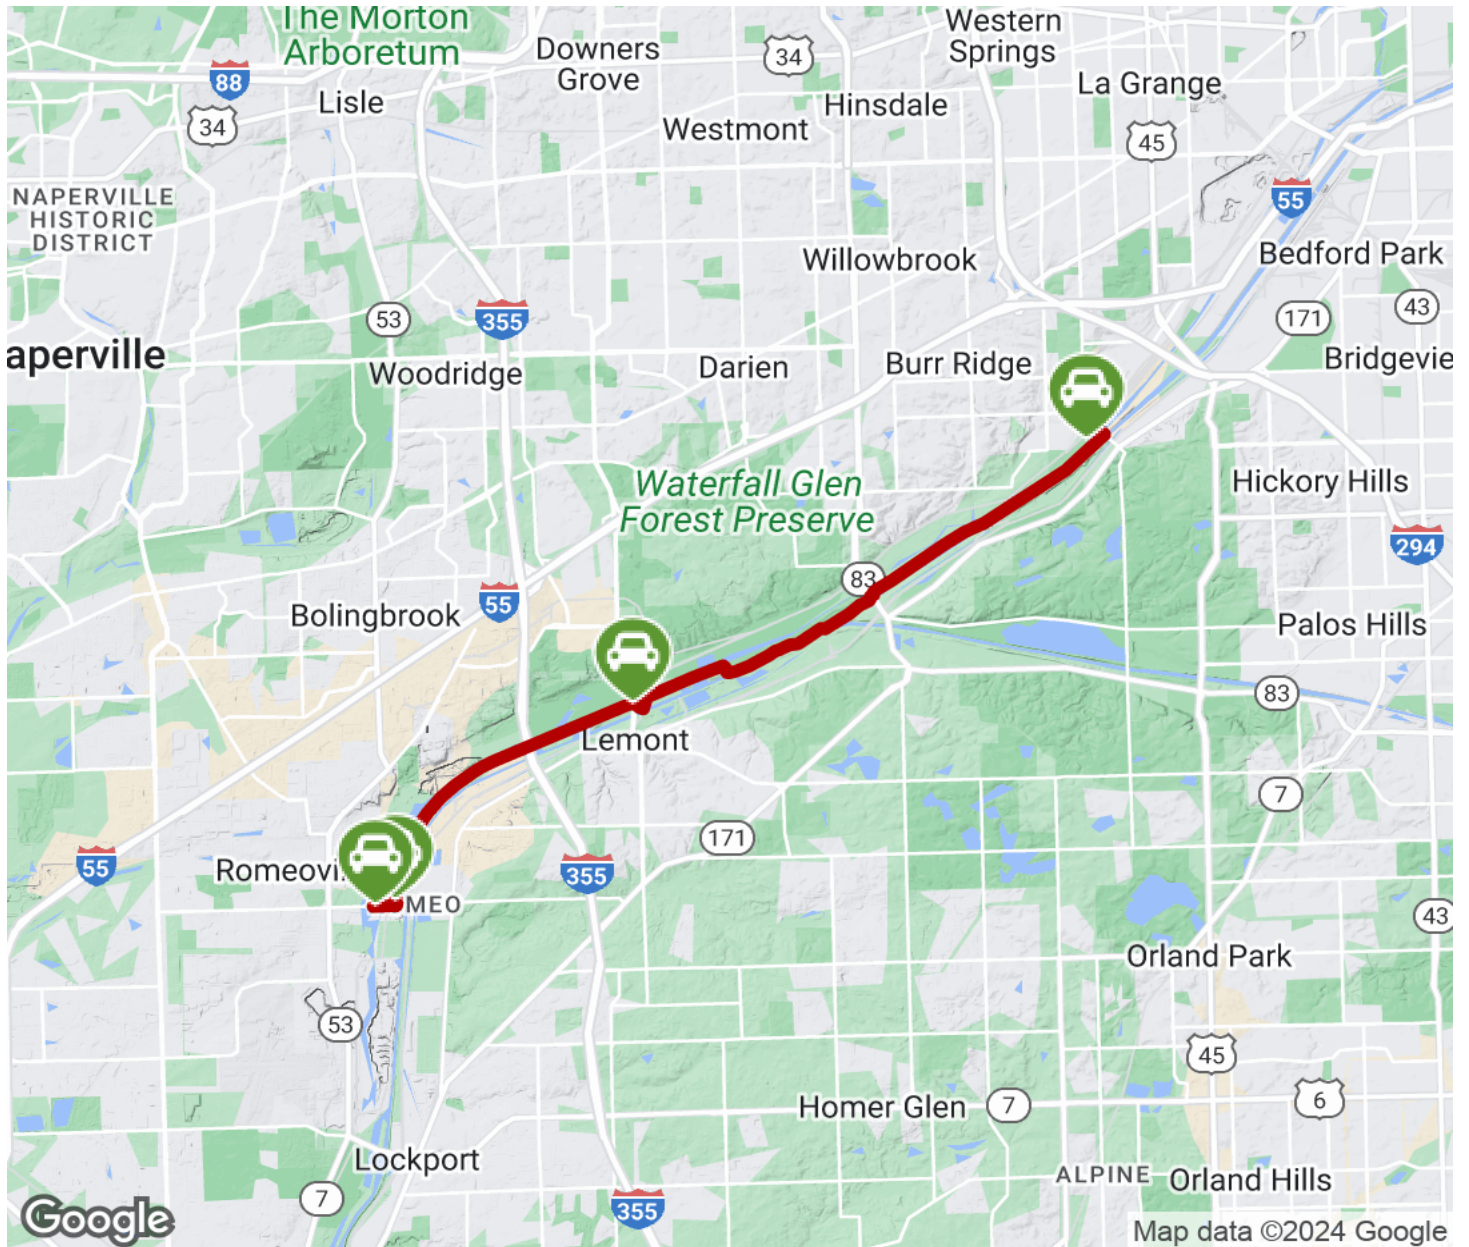 The Morton
Arboretum
88
34
Lisle
Downers
Grove
34
Westmont
Hinsdale
Western
Springs
La Grange
45
NAPERVILLE
HISTORIC
DISTRICT
55
Willowbrook
Bedford Park
53
355
171
43
aperville
Woodridge
Darien
Burr Ridge
Bridgevie
Waterfall Glen
Forest Preserve
Hickory Hills
294
83
55
Bolingbrook
Palos Hills
83
Lemont
7
171
55
Romeovi
355
MEO
43
Orland Park
53
45
Homer Glen
7
6
Lockport
ALPINE
Orland Hills
7
355
Google
Map data ©2024 Google